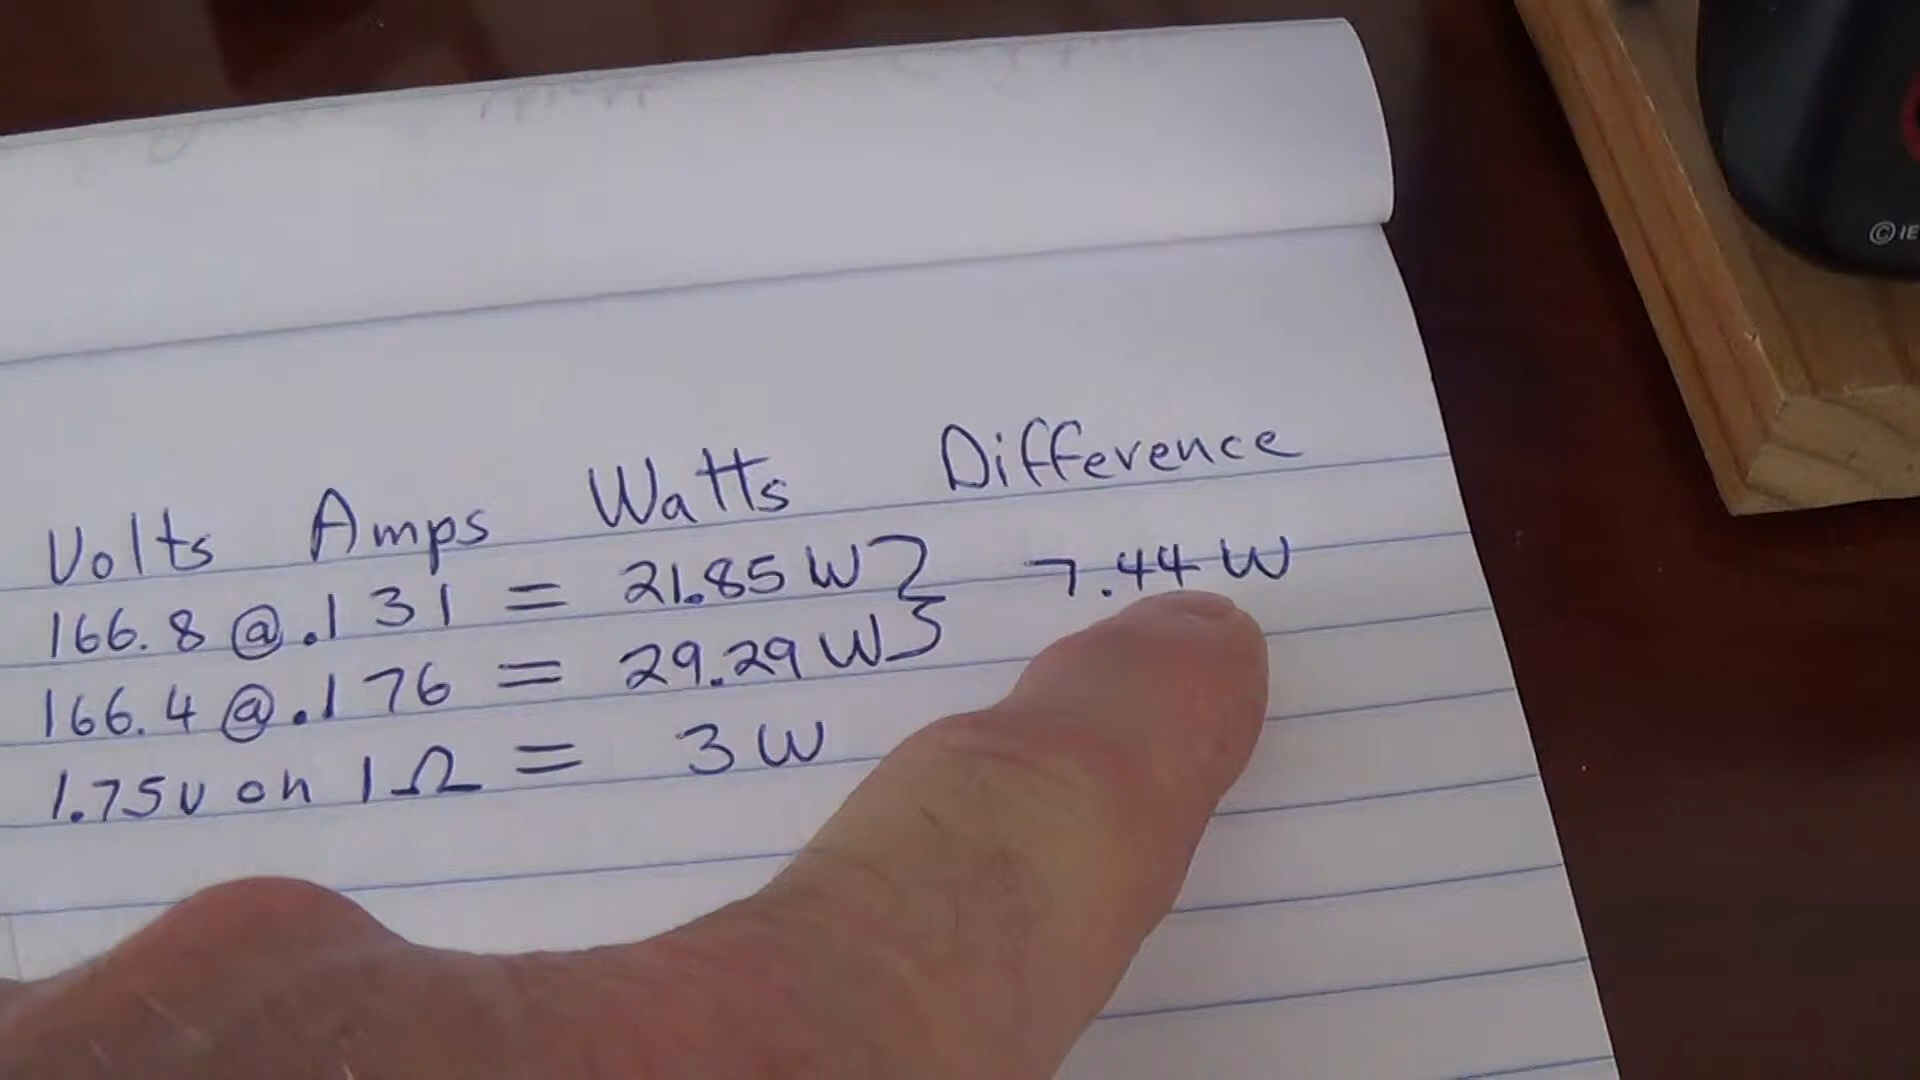 © IE
Volts Amps Watts Difference
166.8 @ .131 = 21.85 W } 7.44 W
166.4 @ .176 = 29.29 W
1.75v on 1Ω = 3 W